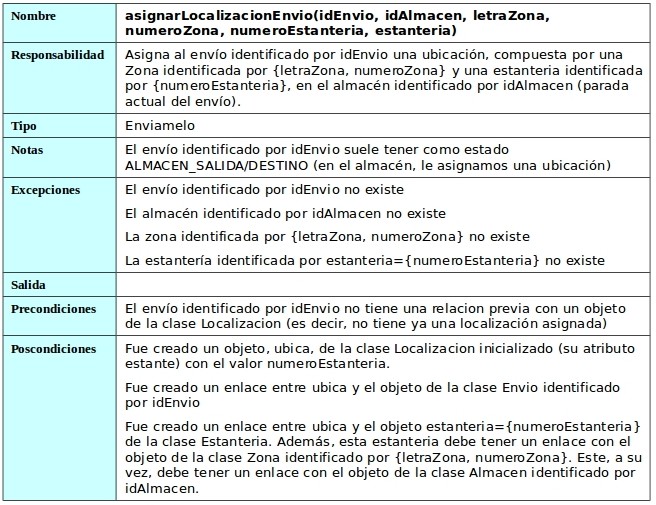 Nombre
asignarLocalizacionEnvio(idEnvio, idAlmacen, letraZona,
numeroZona, numeroEstanteria, estanteria)
Responsabilidad
Asigna al envío identificado por idEnvio una ubicación, compuesta por una
Zona identificada por {letraZona, numeroZona} y una estanteria identificada
por {numeroEstanteria}, en el almacén identificado por idAlmacen (parada
actual del envío).
Tipo
Enviamelo
Notas
El envío identificado por idEnvio suele tener como estado
ALMACEN_SALIDA/DESTINO (en el almacén, le asignamos una ubicación)
Excepciones
El envío identificado por idEnvio no existe
El almacén identificado por idAlmacen no existe
La zona identificada por {letraZona, numeroZona} no existe
La estantería identificada por estanteria={numeroEstanteria} no existe
Salida
Precondiciones
El envío identificado por idEnvio no tiene una relacion previa con un objeto
de la clase Localizacion (es decir, no tiene ya una localización asignada)
Poscondiciones
Fue creado un objeto, ubica, de la clase Localizacion inicializado (su atributo
estante) con el valor numeroEstanteria.
Fue creado un enlace entre ubica y el objeto de la clase Envio identificado
por idEnvio
Fue creado un enlace entre ubica y el objeto estanteria={numeroEstanteria}
de la clase Estanteria. Además, esta estanteria debe tener un enlace con el
objeto de la clase Zona identificado por {letraZona, numeroZona}. Este, a su
vez, debe tener un enlace con el objeto de la clase Almacen identificado por
idAlmacen.